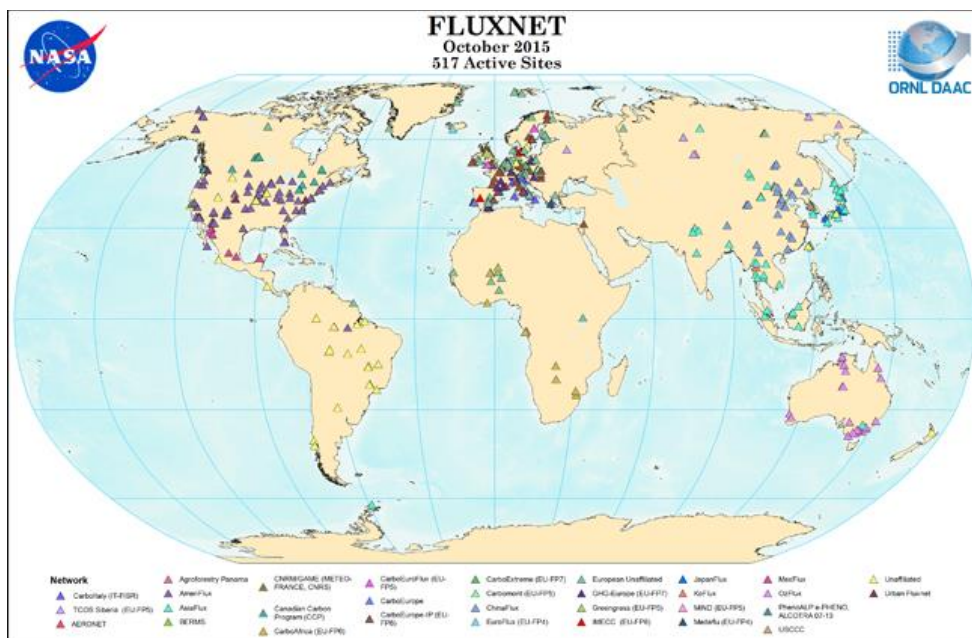 NASA
FLUXNET
October 2015
517 Active Sites
ORNL DAAC
Network
CarboItaly (IT-FISR)
TCOS Siberia (EU-FP5)
AERONET
Agroforestry Panama
AmeriFlux
AsiaFlux
BERMS
CNRM/GAME (METEO-
FRANCE, CNRS)
Canadian Carbon
Program (CCP)
CarboAfrica (EU-FP6)
CarboEuroFlux (EU-
FP5)
CarboEurope
CarboEurope-IP (EU-
FP6)
CarboExtreme (EU-FP7)
Carbomont (EU-FP5)
ChinaFlux
EuroFlux (EU-FP4)
European Unaffiliated
GHG-Europe (EU-FP7)
Greengrass (EU-FP5)
IMECC (EU-FP6)
JapanFlux
KoFlux
MIND (EU-FP5)
Medeflu (EU-FP4)
MexFlux
OzFlux
ALCOTERA 07-13
USCCC
Unaffiliated
Urban Fluxnet